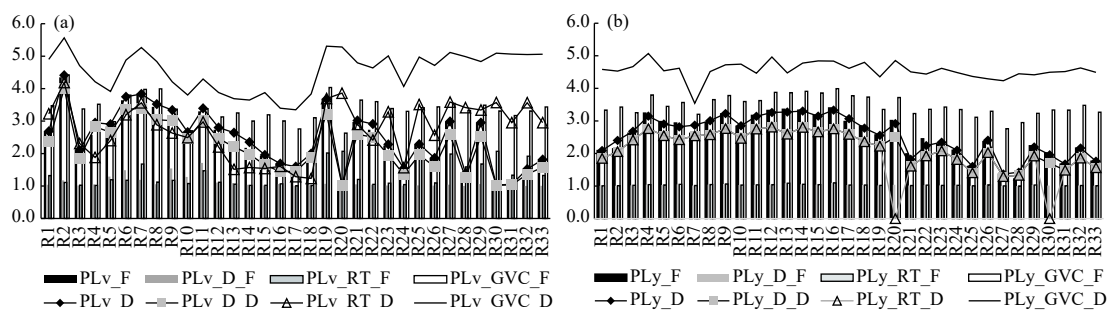 6.0 (a)
5.0
4.0
3.0
2.0
1.0
0.0
R1 R2 R3 R4 R5 R6 R7 R8 R9 R10 R11 R12 R13 R14 R15 R16 R17 R18 R19 R20 R21 R22 R23 R24 R25 R26 R27 R28 R29 R30 R31 R32 R33
PLv_F PLv_D_F PLv_RT_F PLv_GVC_F
PLv_D PLv_D_D PLv_RT_D PLv_GVC_D
6.0 (b)
5.0
4.0
3.0
2.0
1.0
0.0
R1 R2 R3 R4 R5 R6 R7 R8 R9 R10 R11 R12 R13 R14 R15 R16 R17 R18 R19 R20 R21 R22 R23 R24 R25 R26 R27 R28 R29 R30 R31 R32 R33
PLy_F PLy_D_F PLy_RT_F PLy_GVC_F
PLy_D PLy_D_D PLy_RT_D PLy_GVC_D